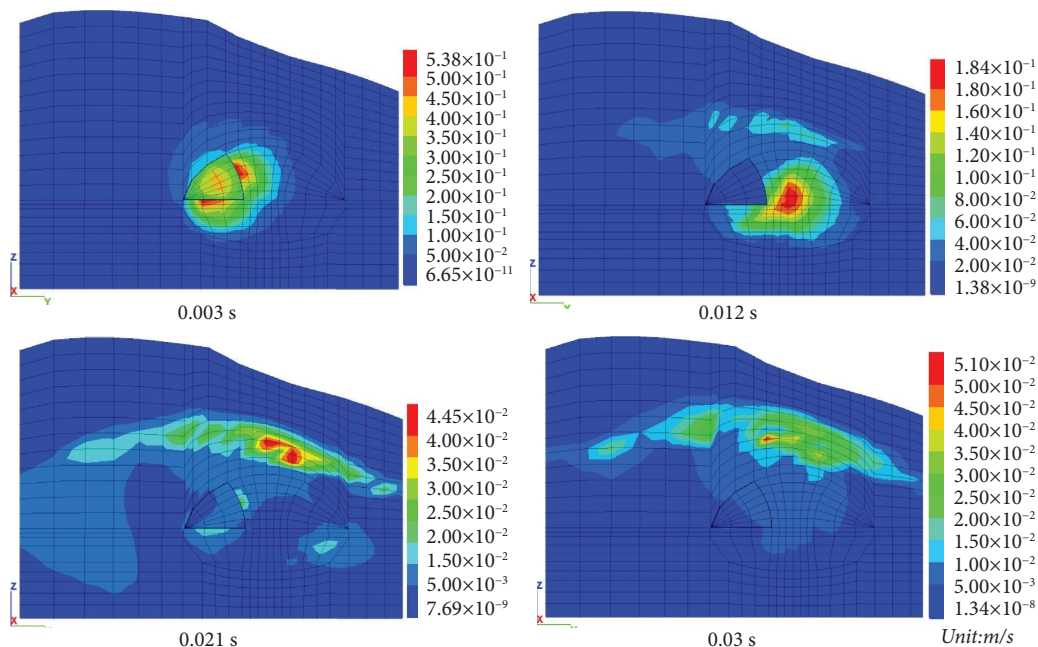 5.38×10⁻¹
5.00×10⁻¹
4.50×10⁻¹
4.00×10⁻¹
3.50×10⁻¹
3.00×10⁻¹
2.50×10⁻¹
2.00×10⁻¹
1.50×10⁻¹
1.00×10⁻¹
5.00×10⁻²
6.65×10⁻¹¹
Z
X
Y
0.003 s
1.84×10⁻¹
1.80×10⁻¹
1.60×10⁻¹
1.40×10⁻¹
1.20×10⁻¹
1.00×10⁻¹
8.00×10⁻²
6.00×10⁻²
4.00×10⁻²
2.00×10⁻²
1.38×10⁻⁹
Z
X
Y
0.012 s
4.45×10⁻²
4.00×10⁻²
3.50×10⁻²
3.00×10⁻²
2.50×10⁻²
2.00×10⁻²
1.50×10⁻²
5.00×10⁻³
7.69×10⁻⁹
Z
X
0.021 s
5.10×10⁻²
5.00×10⁻²
4.50×10⁻²
4.00×10⁻²
3.50×10⁻²
3.00×10⁻²
2.50×10⁻²
2.00×10⁻²
1.50×10⁻²
1.00×10⁻²
5.00×10⁻³
1.34×10⁻⁸
Z
X
0.03 s
Unit:m/s